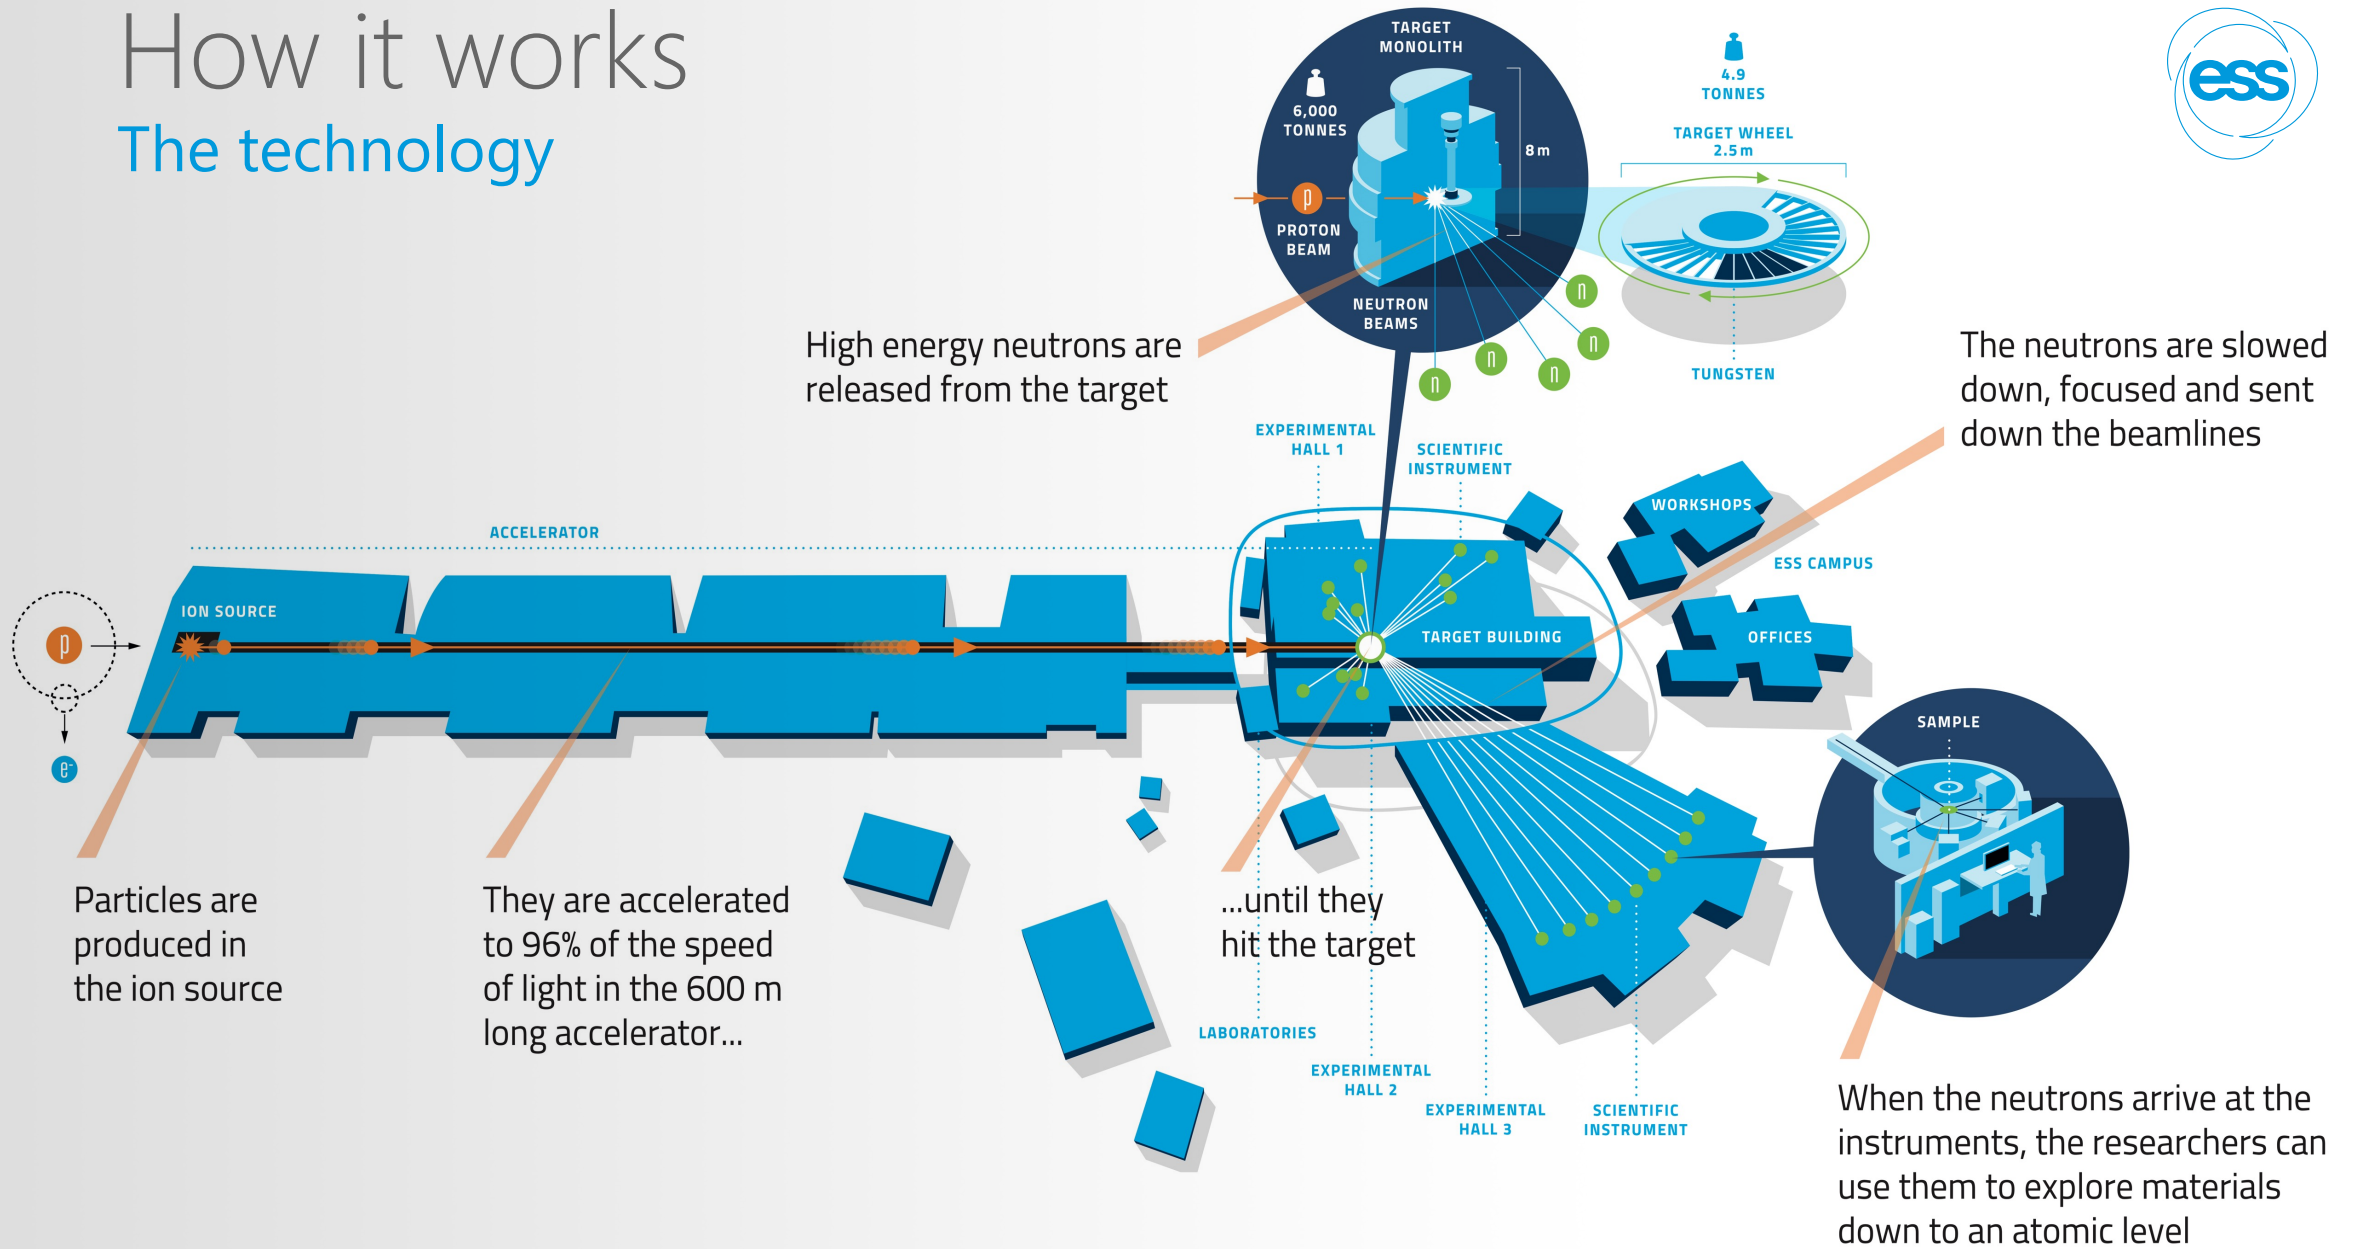 How it works
The technology
TARGET
MONOLITH
6,000
TONNES
8 m
p
PROTON
BEAM
NEUTRON
BEAMS
n
n
n
n
n
4.9
TONNES
TARGET WHEEL
2.5 m
TUNGSTEN
ess
High energy neutrons are
released from the target
The neutrons are slowed
down, focused and sent
down the beamlines
EXPERIMENTAL
HALL 1
SCIENTIFIC
INSTRUMENT
ACCELERATOR
WORKSHOPS
ESS CAMPUS
ION SOURCE
p
e-
TARGET BUILDING
OFFICES
SAMPLE
Particles are
produced in
the ion source
They are accelerated
to 96% of the speed
of light in the 600 m
long accelerator...
...until they
hit the target
LABORATORIES
EXPERIMENTAL
HALL 2
EXPERIMENTAL
HALL 3
SCIENTIFIC
INSTRUMENT
When the neutrons arrive at the
instruments, the researchers can
use them to explore materials
down to an atomic level